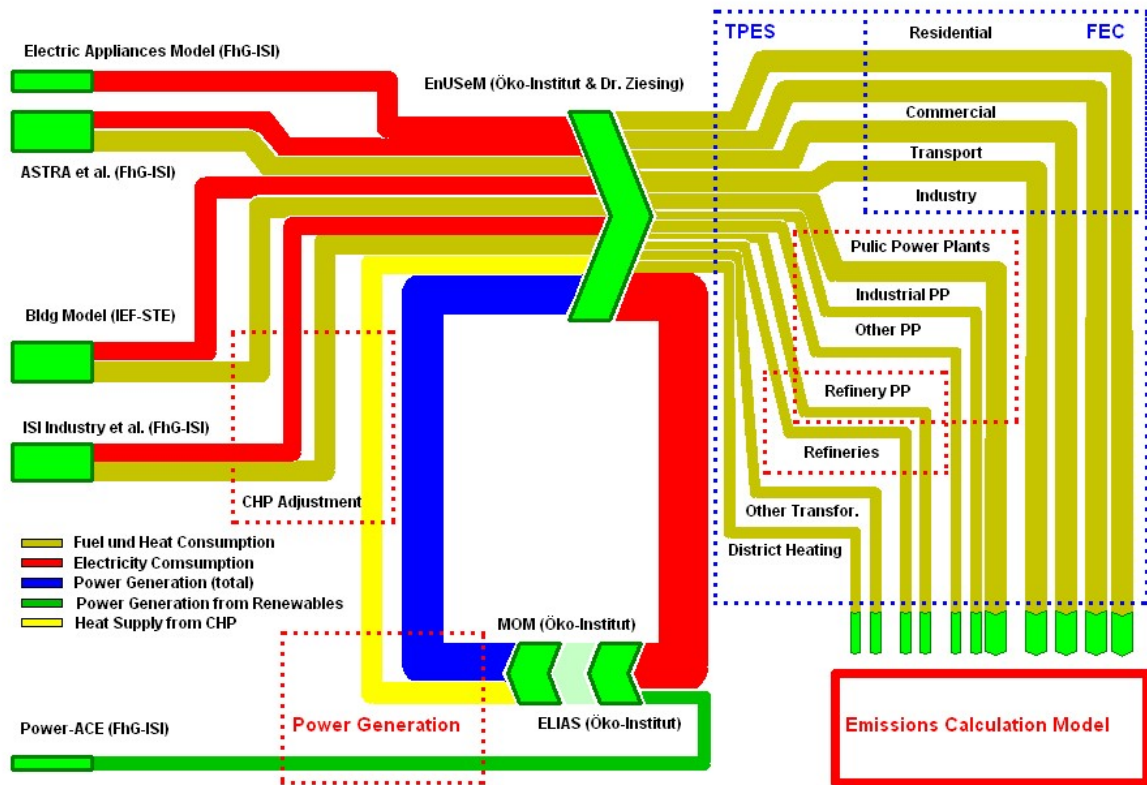 TPES
Residential
FEC
Electric Appliances Model (FhG-ISI)
EnUSeM (Öko-Institut & Dr. Ziesing)
Commercial
Transport
ASTRA et al. (FhG-ISI)
Industry
Pulic Power Plants
Industrial PP
Bldg Model (IEF-STE)
Other PP
Refinery PP
ISI Industry et al. (FhG-ISI)
Refineries
CHP Adjustment
Other Transfor.
Fuel und Heat Consumption
District Heating
Electricity Comsumption
Power Generation (total)
Power Generation from Renewables
Heat Supply from CHP
MOM (Öko-Institut)
Power Generation
ELIAS (Öko-Institut)
Emissions Calculation Model
Power-ACE (FhG-ISI)